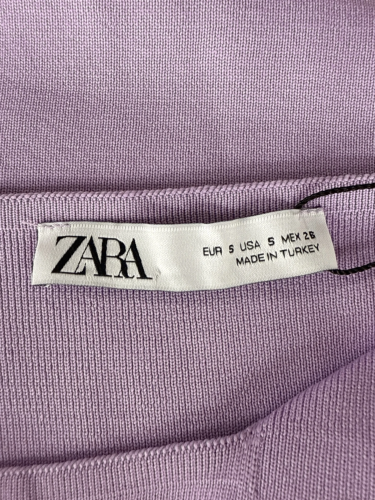 ZARA
EUR S USA S MEX 26
MADE IN TURKEY